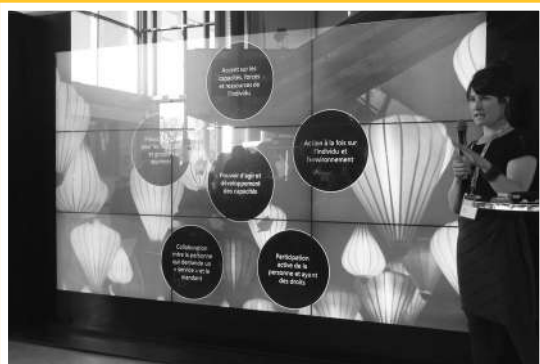 Accent sur les
capacités, forces
et ressources de
l'individu
et
Action à la fois sur
l'individu et
l'environnement
Pouvoir d'agir et
développement
des capacités
Collaboration
entre la personne
qui demande un
« service » et le
Participation
active de la
personne et ayant
des droits